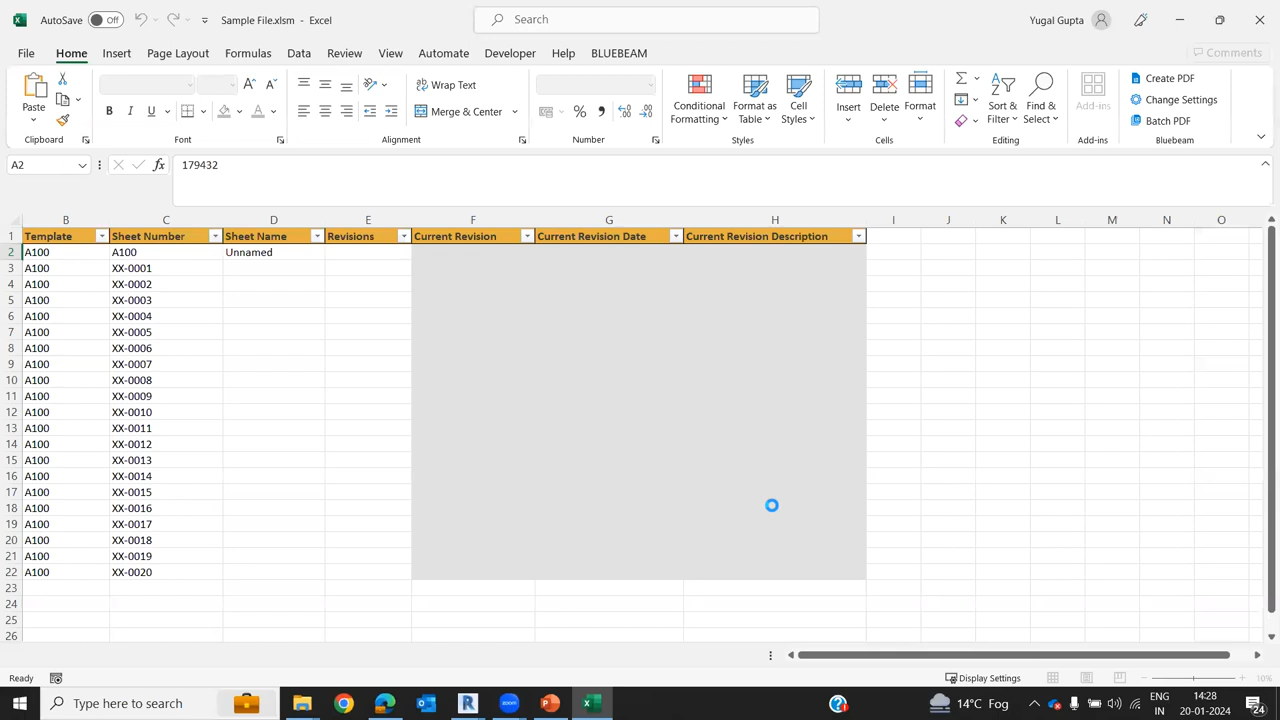 AutoSave Off Sample File.xlsm - Excel Search Yugal Gupta
File Home Insert Page Layout Formulas Data Review View Automate Developer Help BLUEBEAM Comments
Paste
Clipboard
B I U
A A A
Font
ab
Wrap Text
Merge & Center
Alignment
% 9
Number
Conditional Formatting
Format as Table
Cell Styles
Styles
Insert
Delete
Format
Cells
Sort & Filter
Find & Select
Editing
Add-ins
Add-ins
Create PDF
Change Settings
Batch PDF
Bluebeam
A2 fx 179432
B C D E F G H I J K L M N O
1 Template Sheet Number Sheet Name Revisions Current Revision Current Revision Date Current Revision Description
2 A100 A100 Unnamed
3 A100 XX-0001
4 A100 XX-0002
5 A100 XX-0003
6 A100 XX-0004
7 A100 XX-0005
8 A100 XX-0006
9 A100 XX-0007
10 A100 XX-0008
11 A100 XX-0009
12 A100 XX-0010
13 A100 XX-0011
14 A100 XX-0012
15 A100 XX-0013
16 A100 XX-0014
17 A100 XX-0015
18 A100 XX-0016
19 A100 XX-0017
20 A100 XX-0018
21 A100 XX-0019
22 A100 XX-0020
23
24
25
26
Ready Display Settings 10%
Type here to search 14°C Fog ENG 14:28
IN 20-01-2024 24